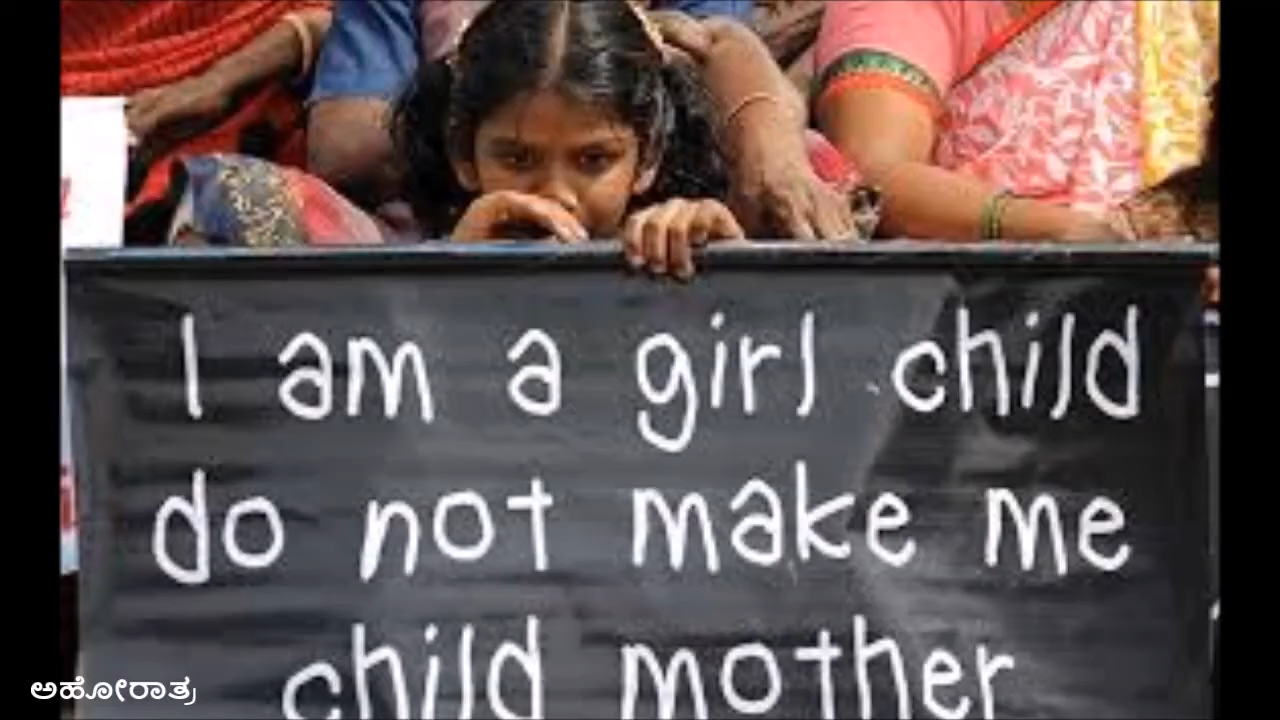 I am a girl child
do not make me
child mother
ಅಹೋರಾತ್ರ